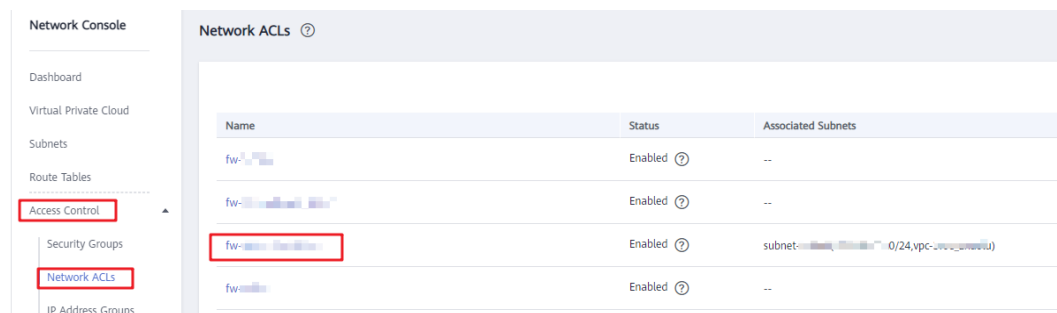 Network Console
Network ACLs ?
Dashboard
Virtual Private Cloud
Subnets
Route Tables
Access Control
Security Groups
Network ACLs
IP Address Groups
Name Status Associated Subnets
fw- Enabled ? --
fw- Enabled ? --
fw- Enabled ? subnet- 0/24,vpc-
fw- Enabled ? --